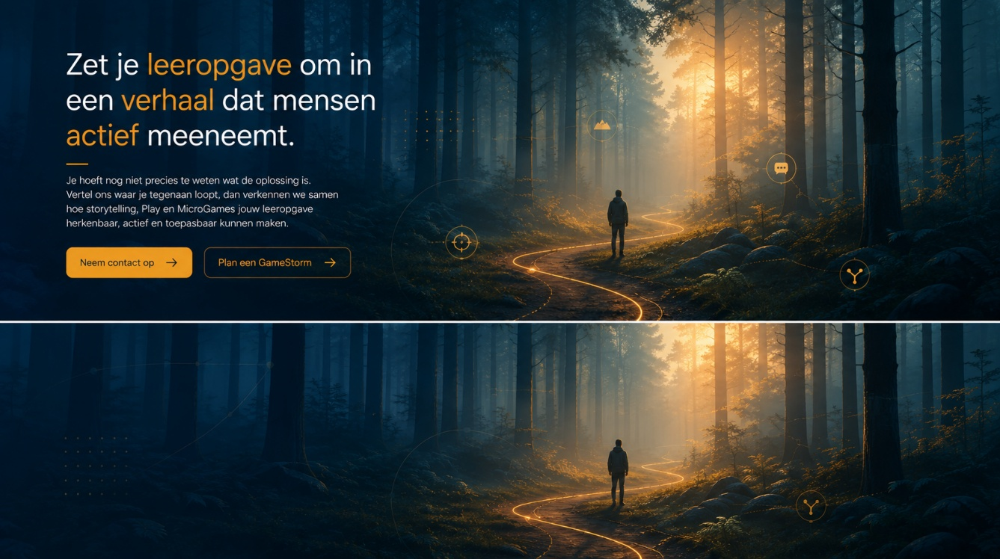 Zet je leeropgave om in
een verhaal dat mensen
actief meeneemt.
Je hoeft nog niet precies te weten wat de oplossing is.
Vertel ons waar je tegenaan loopt, dan verkennen we samen
hoe storytelling, Play en MicroGames jouw leeropgave
herkenbaar, actief en toepasbaar kunnen maken.
Neem contact op
Plan een GameStorm